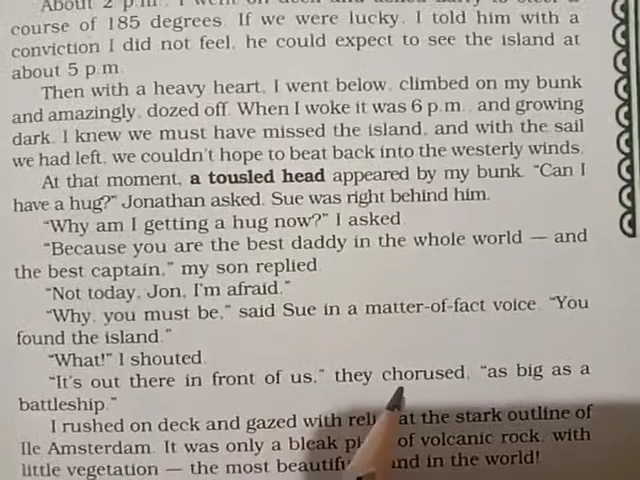 About 2 p.m. I went on deck and asked Larry to steer a
course of 185 degrees. If we were lucky, I told him with a
conviction I did not feel, he could expect to see the island at
about 5 p.m.
Then with a heavy heart, I went below, climbed on my bunk
and amazingly, dozed off. When I woke it was 6 p.m., and growing
dark. I knew we must have missed the island, and with the sail
we had left, we couldn't hope to beat back into the westerly winds.
At that moment, a tousled head appeared by my bunk. “Can I
have a hug?” Jonathan asked. Sue was right behind him.
“Why am I getting a hug now?” I asked.
“Because you are the best daddy in the whole world — and
the best captain,” my son replied.
“Not today, Jon, I'm afraid.”
“Why, you must be,” said Sue in a matter-of-fact voice. “You
found the island.”
“What!” I shouted.
“It's out there in front of us,” they chorused, “as big as a
battleship.”
I rushed on deck and gazed with at the stark outline of
Ile Amsterdam. It was only a bleak of volcanic rock, with
little vegetation — the most in the world!